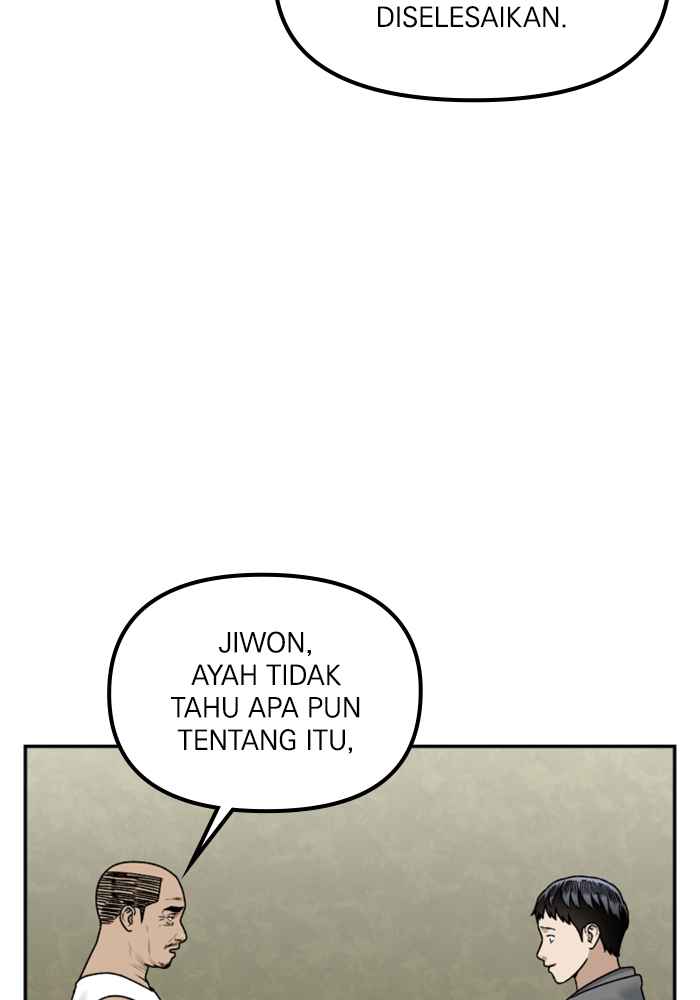 DISELESAIKAN.
JIWON,
AYAH TIDAK
TAHU APA PUN
TENTANG ITU,